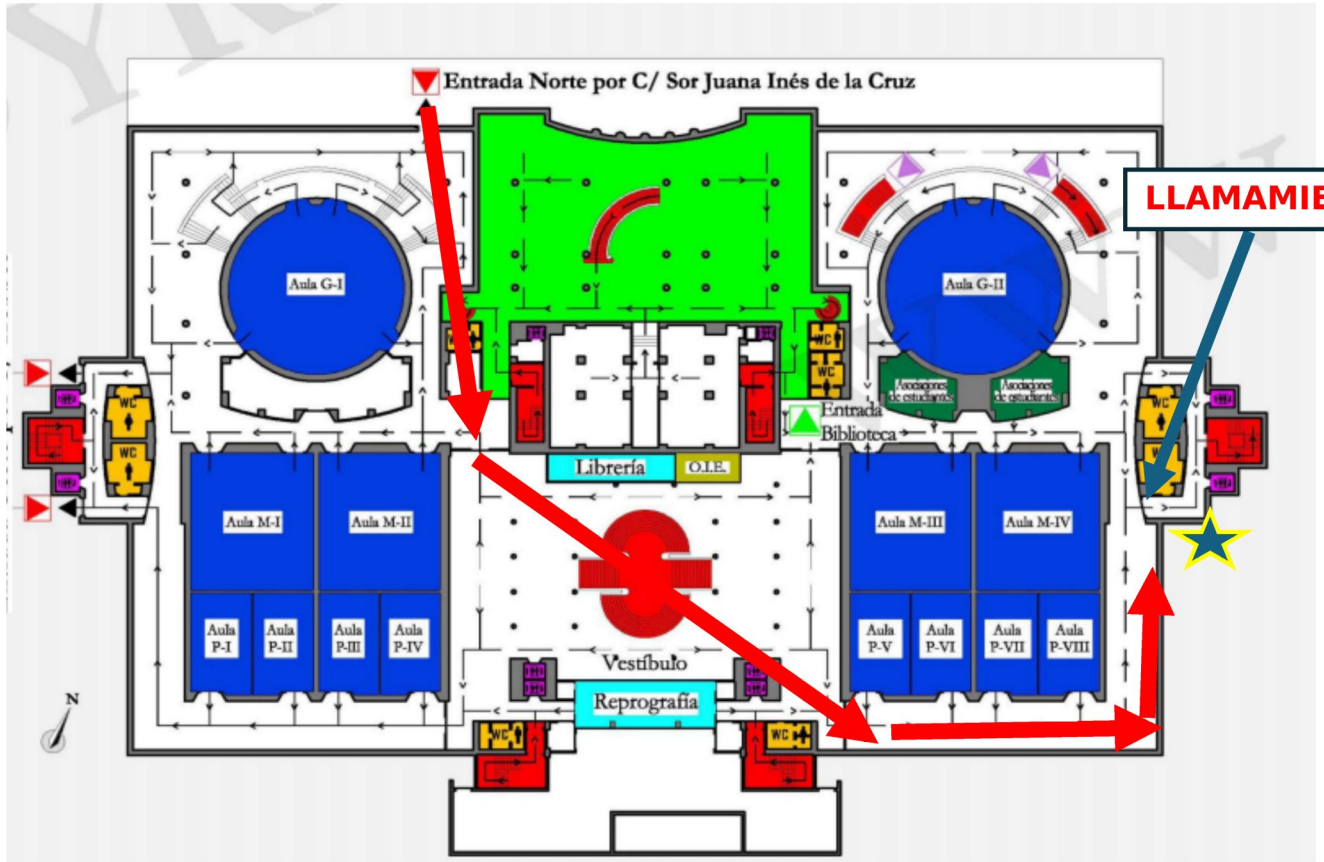 Entrada Norte por C/ Sor Juana Inés de la Cruz
LLAMAMIE
Aula G-I
Aula G-II
WC
WC
WC
Asociaciones
de estudiantes
Asociaciones
de estudiantes
Entrada
Biblioteca
WC
WC
WC
WC
Librería
O.I.E.
Aula M-I
Aula M-II
Aula M-III
Aula M-IV
Aula
P-I
Aula
P-II
Aula
P-III
Aula
P-IV
Aula
P-V
Aula
P-VI
Aula
P-VII
Aula
P-VIII
Vestíbulo
Reprografía
N
WC
WC